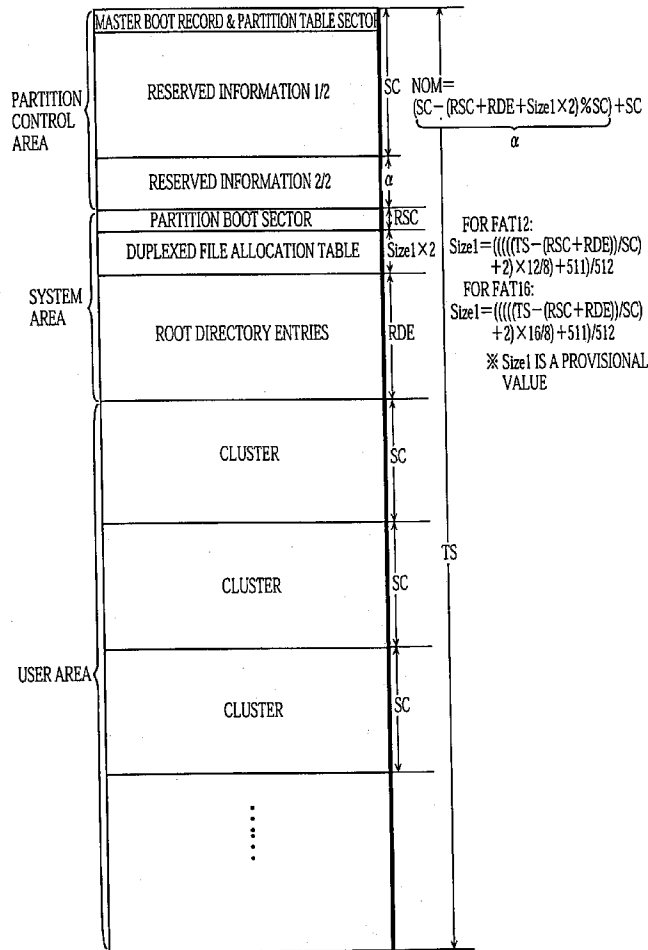 MASTER BOOT RECORD & PARTITION TABLE SECTOR
PARTITION
CONTROL
AREA
RESERVED INFORMATION 1/2
SC
NOM=
(SC-(RSC+RDE+Size1×2)%SC)+SC
α
RESERVED INFORMATION 2/2
α
PARTITION BOOT SECTOR
RSC
DUPLEXED FILE ALLOCATION TABLE
Size1×2
SYSTEM
AREA
ROOT DIRECTORY ENTRIES
RDE
FOR FAT12:
Size1=(((((TS-(RSC+RDE))/SC)
+2)×12/8)+511)/512
FOR FAT16:
Size1=(((((TS-(RSC+RDE))/SC)
+2)×16/8)+511)/512
※ Size1 IS A PROVISIONAL
VALUE
CLUSTER
SC
TS
CLUSTER
SC
USER AREA
CLUSTER
SC